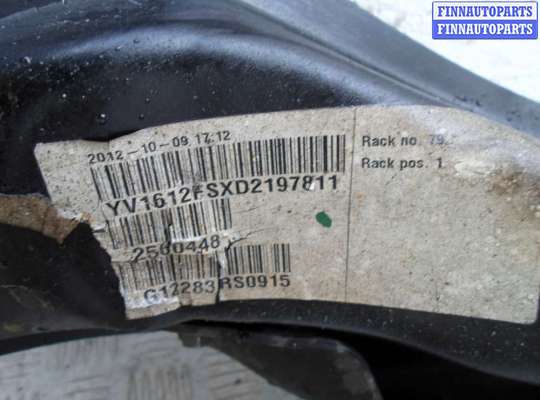 FINNAUTOPARTS
FINNAUTOPARTS
2012-10-09 17:12
Rack no. 79
Rack pos. 1
YV1612FSXD2197811
2560448
G12283RS0915